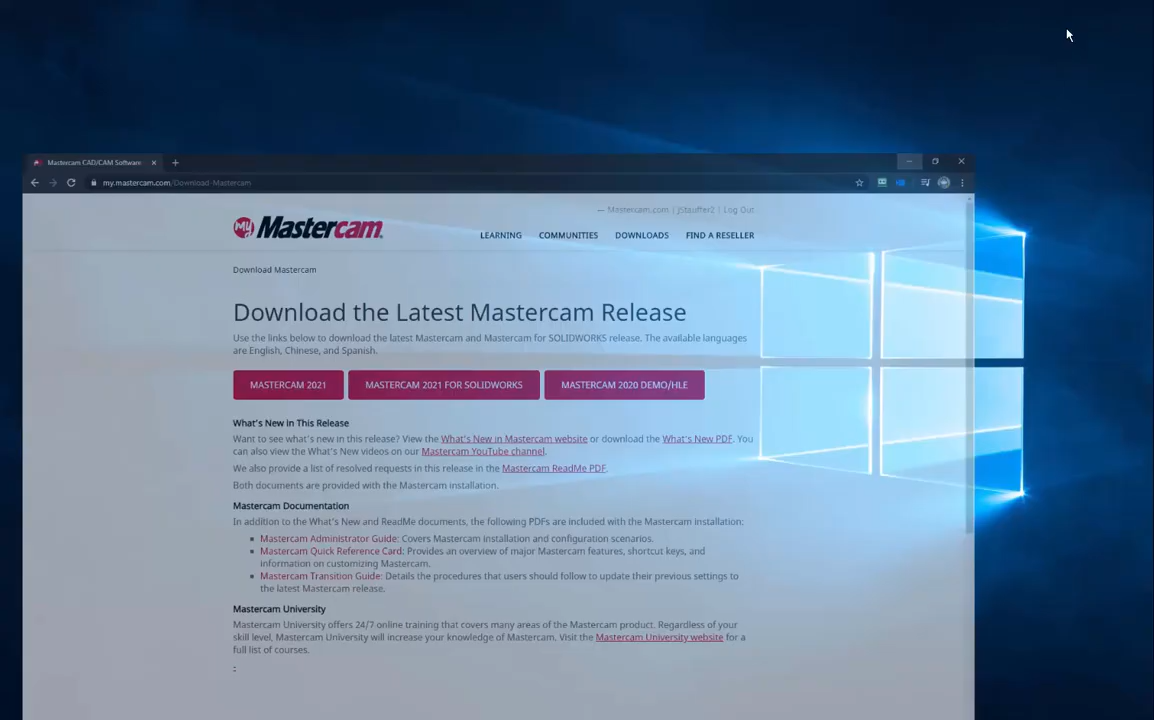 Mastercam CAD/CAM Software
my.mastercam.com/Download-Mastercam
Mastercam.com | jStauffer2 | Log Out
my Mastercam
LEARNING COMMUNITIES DOWNLOADS FIND A RESELLER
Download Mastercam
Download the Latest Mastercam Release
Use the links below to download the latest Mastercam and Mastercam for SOLIDWORKS release. The available languages
are English, Chinese, and Spanish.
MASTERCAM 2021 MASTERCAM 2021 FOR SOLIDWORKS MASTERCAM 2020 DEMO/HLE
What's New in This Release
Want to see what's new in this release? View the What's New in Mastercam website or download the What's New PDF. You
can also view the What's New videos on our Mastercam YouTube channel.
We also provide a list of resolved requests in this release in the Mastercam ReadMe PDF.
Both documents are provided with the Mastercam installation.
Mastercam Documentation
In addition to the What's New and ReadMe documents, the following PDFs are included with the Mastercam installation:
Mastercam Administrator Guide: Covers Mastercam installation and configuration scenarios.
Mastercam Quick Reference Card: Provides an overview of major Mastercam features, shortcut keys, and
information on customizing Mastercam.
Mastercam Transition Guide: Details the procedures that users should follow to update their previous settings to
the latest Mastercam release.
Mastercam University
Mastercam University offers 24/7 online training that covers many areas of the Mastercam product. Regardless of your
skill level, Mastercam University will increase your knowledge of Mastercam. Visit the Mastercam University website for a
full list of courses.